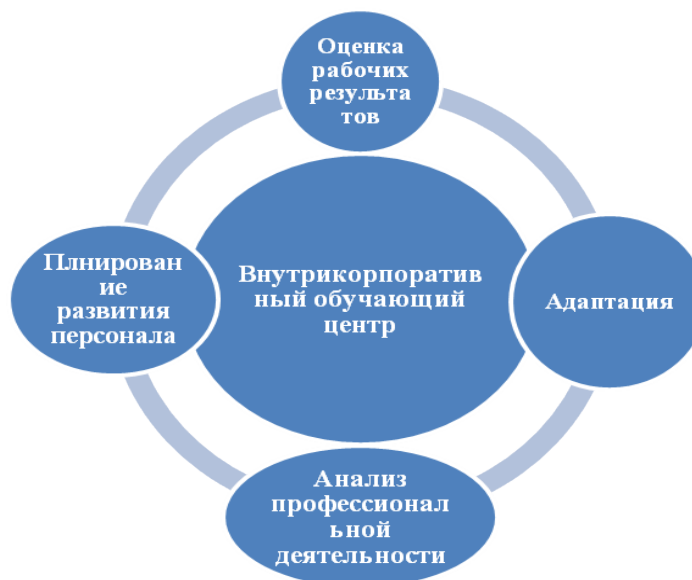 Оценка
рабочих
результа
тов
Плнирован
ие
развития
персонала
Внутрикорпоратив
ный обучающий
центр
Адаптация
Анализ
профессионал
ьной
деятельности